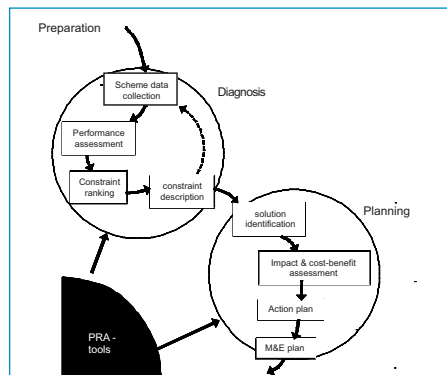 Preparation
Scheme data
collection
Diagnosis
Performance
assessment
Constraint
ranking
constraint
description
solution
identification
Planning
Impact & cost-benefit
assessment
Action plan
PRA -
tools
M&E plan